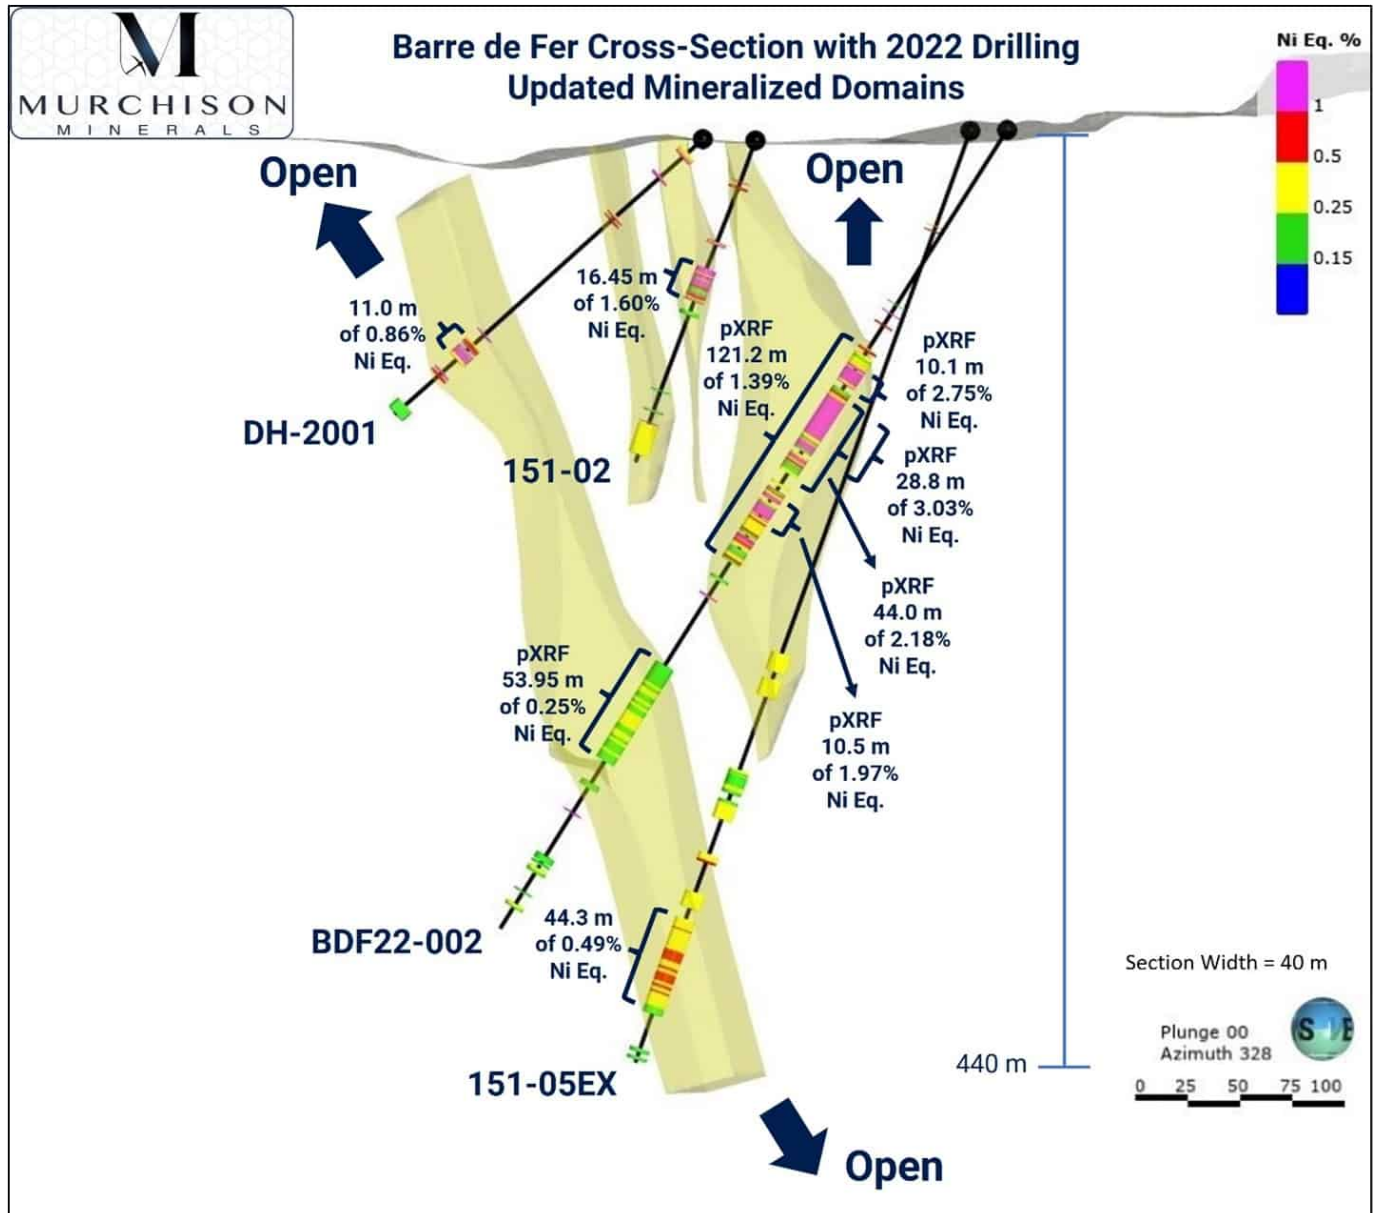 MURCHISON
MINERALS
Barre de Fer Cross-Section with 2022 Drilling
Updated Mineralized Domains
Ni Eq. %
1
0.5
0.25
0.15
Open
Open
11.0 m
of 0.86%
Ni Eq.
16.45 m
of 1.60%
Ni Eq.
pXRF
121.2 m
of 1.39%
Ni Eq.
pXRF
10.1 m
of 2.75%
Ni Eq.
DH-2001
151-02
pXRF
28.8 m
of 3.03%
Ni Eq.
pXRF
44.0 m
of 2.18%
Ni Eq.
pXRF
53.95 m
of 0.25%
Ni Eq.
pXRF
10.5 m
of 1.97%
Ni Eq.
BDF22-002
44.3 m
of 0.49%
Ni Eq.
151-05EX
Section Width = 40 m
Plunge 00
Azimuth 328
S E
440 m
0 25 50 75 100
Open